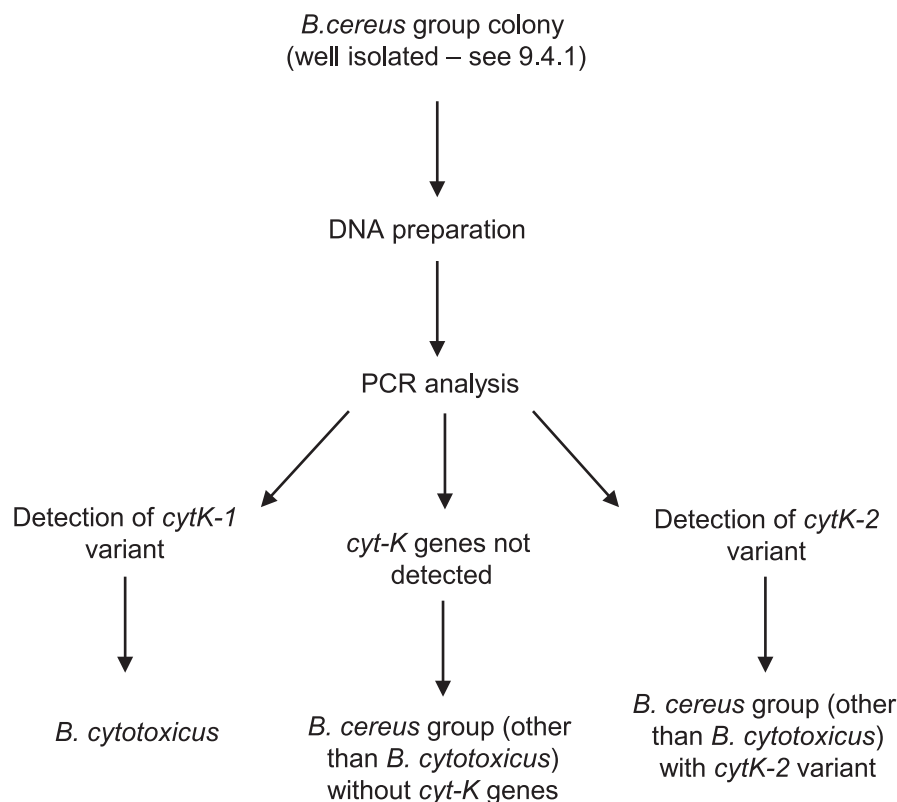 B.cereus group colony
(well isolated – see 9.4.1)
DNA preparation
PCR analysis
Detection of cytK-1
variant
cyt-K genes not
detected
Detection of cytK-2
variant
B. cytotoxicus
B. cereus group (other
than B. cytotoxicus)
without cyt-K genes
B. cereus group (other
than B. cytotoxicus)
with cytK-2 variant